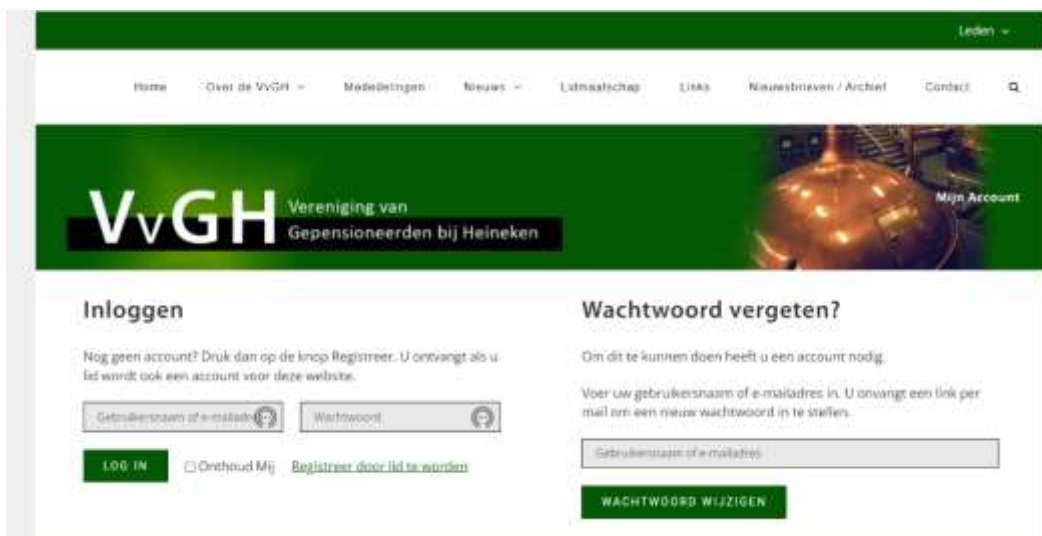 Leden
Home Over de VvGH Mededelingen Nieuws Lidmaatschap Links Nieuwsbrieven / Archief Contact
VvGH Vereniging van
Gepensioneerden bij Heineken
Mijn Account
Inloggen
Nog geen account? Druk dan op de knop Registreer. U ontvangt als u
lid wordt ook een account voor deze website.
Gebruikersnaam of e-mailadres
Wachtwoord
LOG IN
Onthoud Mij
Registreer door lid te worden
Wachtwoord vergeten?
Om dit te kunnen doen heeft u een account nodig.
Voer uw gebruikersnaam of e-mailadres in. U onvangt een link per
mail om een nieuw wachtwoord in te stellen.
Gebruikersnaam of e-mailadres
WACHTWOORD WIJZIGEN